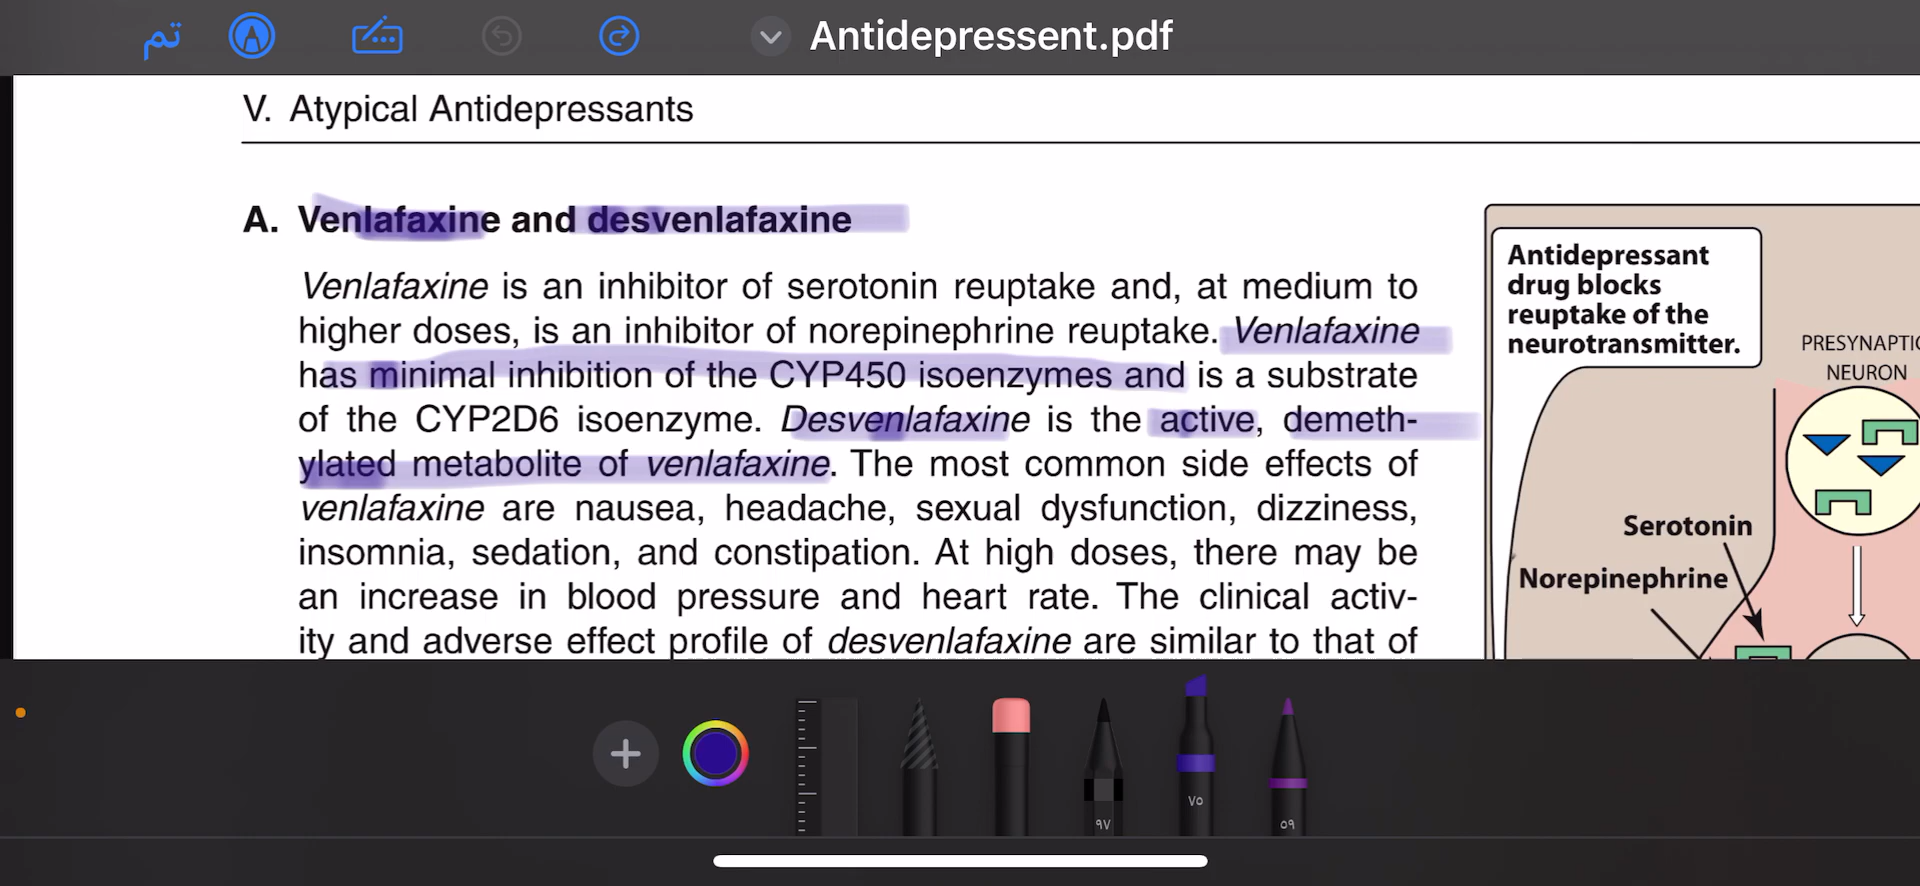 تم
Antidepressent.pdf
V. Atypical Antidepressants
A. Venlafaxine and desvenlafaxine
Venlafaxine is an inhibitor of serotonin reuptake and, at medium to
higher doses, is an inhibitor of norepinephrine reuptake. Venlafaxine
has minimal inhibition of the CYP450 isoenzymes and is a substrate
of the CYP2D6 isoenzyme. Desvenlafaxine is the active, demeth-
ylated metabolite of venlafaxine. The most common side effects of
venlafaxine are nausea, headache, sexual dysfunction, dizziness,
insomnia, sedation, and constipation. At high doses, there may be
an increase in blood pressure and heart rate. The clinical activ-
ity and adverse effect profile of desvenlafaxine are similar to that of
Antidepressant
drug blocks
reuptake of the
neurotransmitter.
NEURON
Serotonin
Norepinephrine
٩٧
٧٥
٥٩